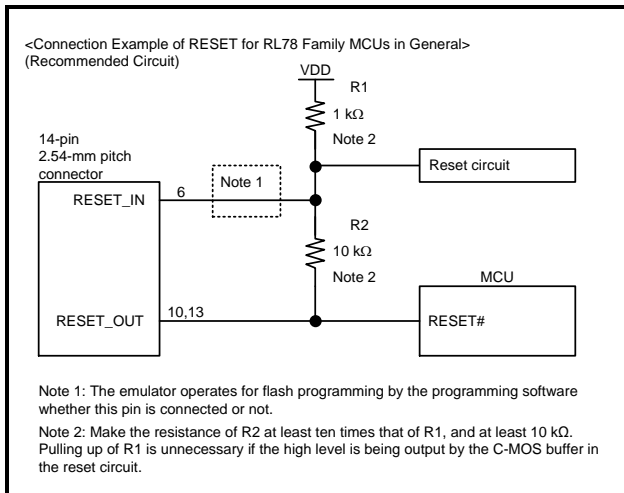 <Connection Example of RESET for RL78 Family MCUs in General>
(Recommended Circuit)
VDD
R1
1 kΩ
Note 2
14-pin
2.54-mm pitch
connector
Note 1
Reset circuit
RESET_IN
6
R2
10 kΩ
Note 2
MCU
RESET_OUT
10,13
RESET#
Note 1: The emulator operates for flash programming by the programming software
whether this pin is connected or not.
Note 2: Make the resistance of R2 at least ten times that of R1, and at least 10 kΩ.
Pulling up of R1 is unnecessary if the high level is being output by the C-MOS buffer in
the reset circuit.